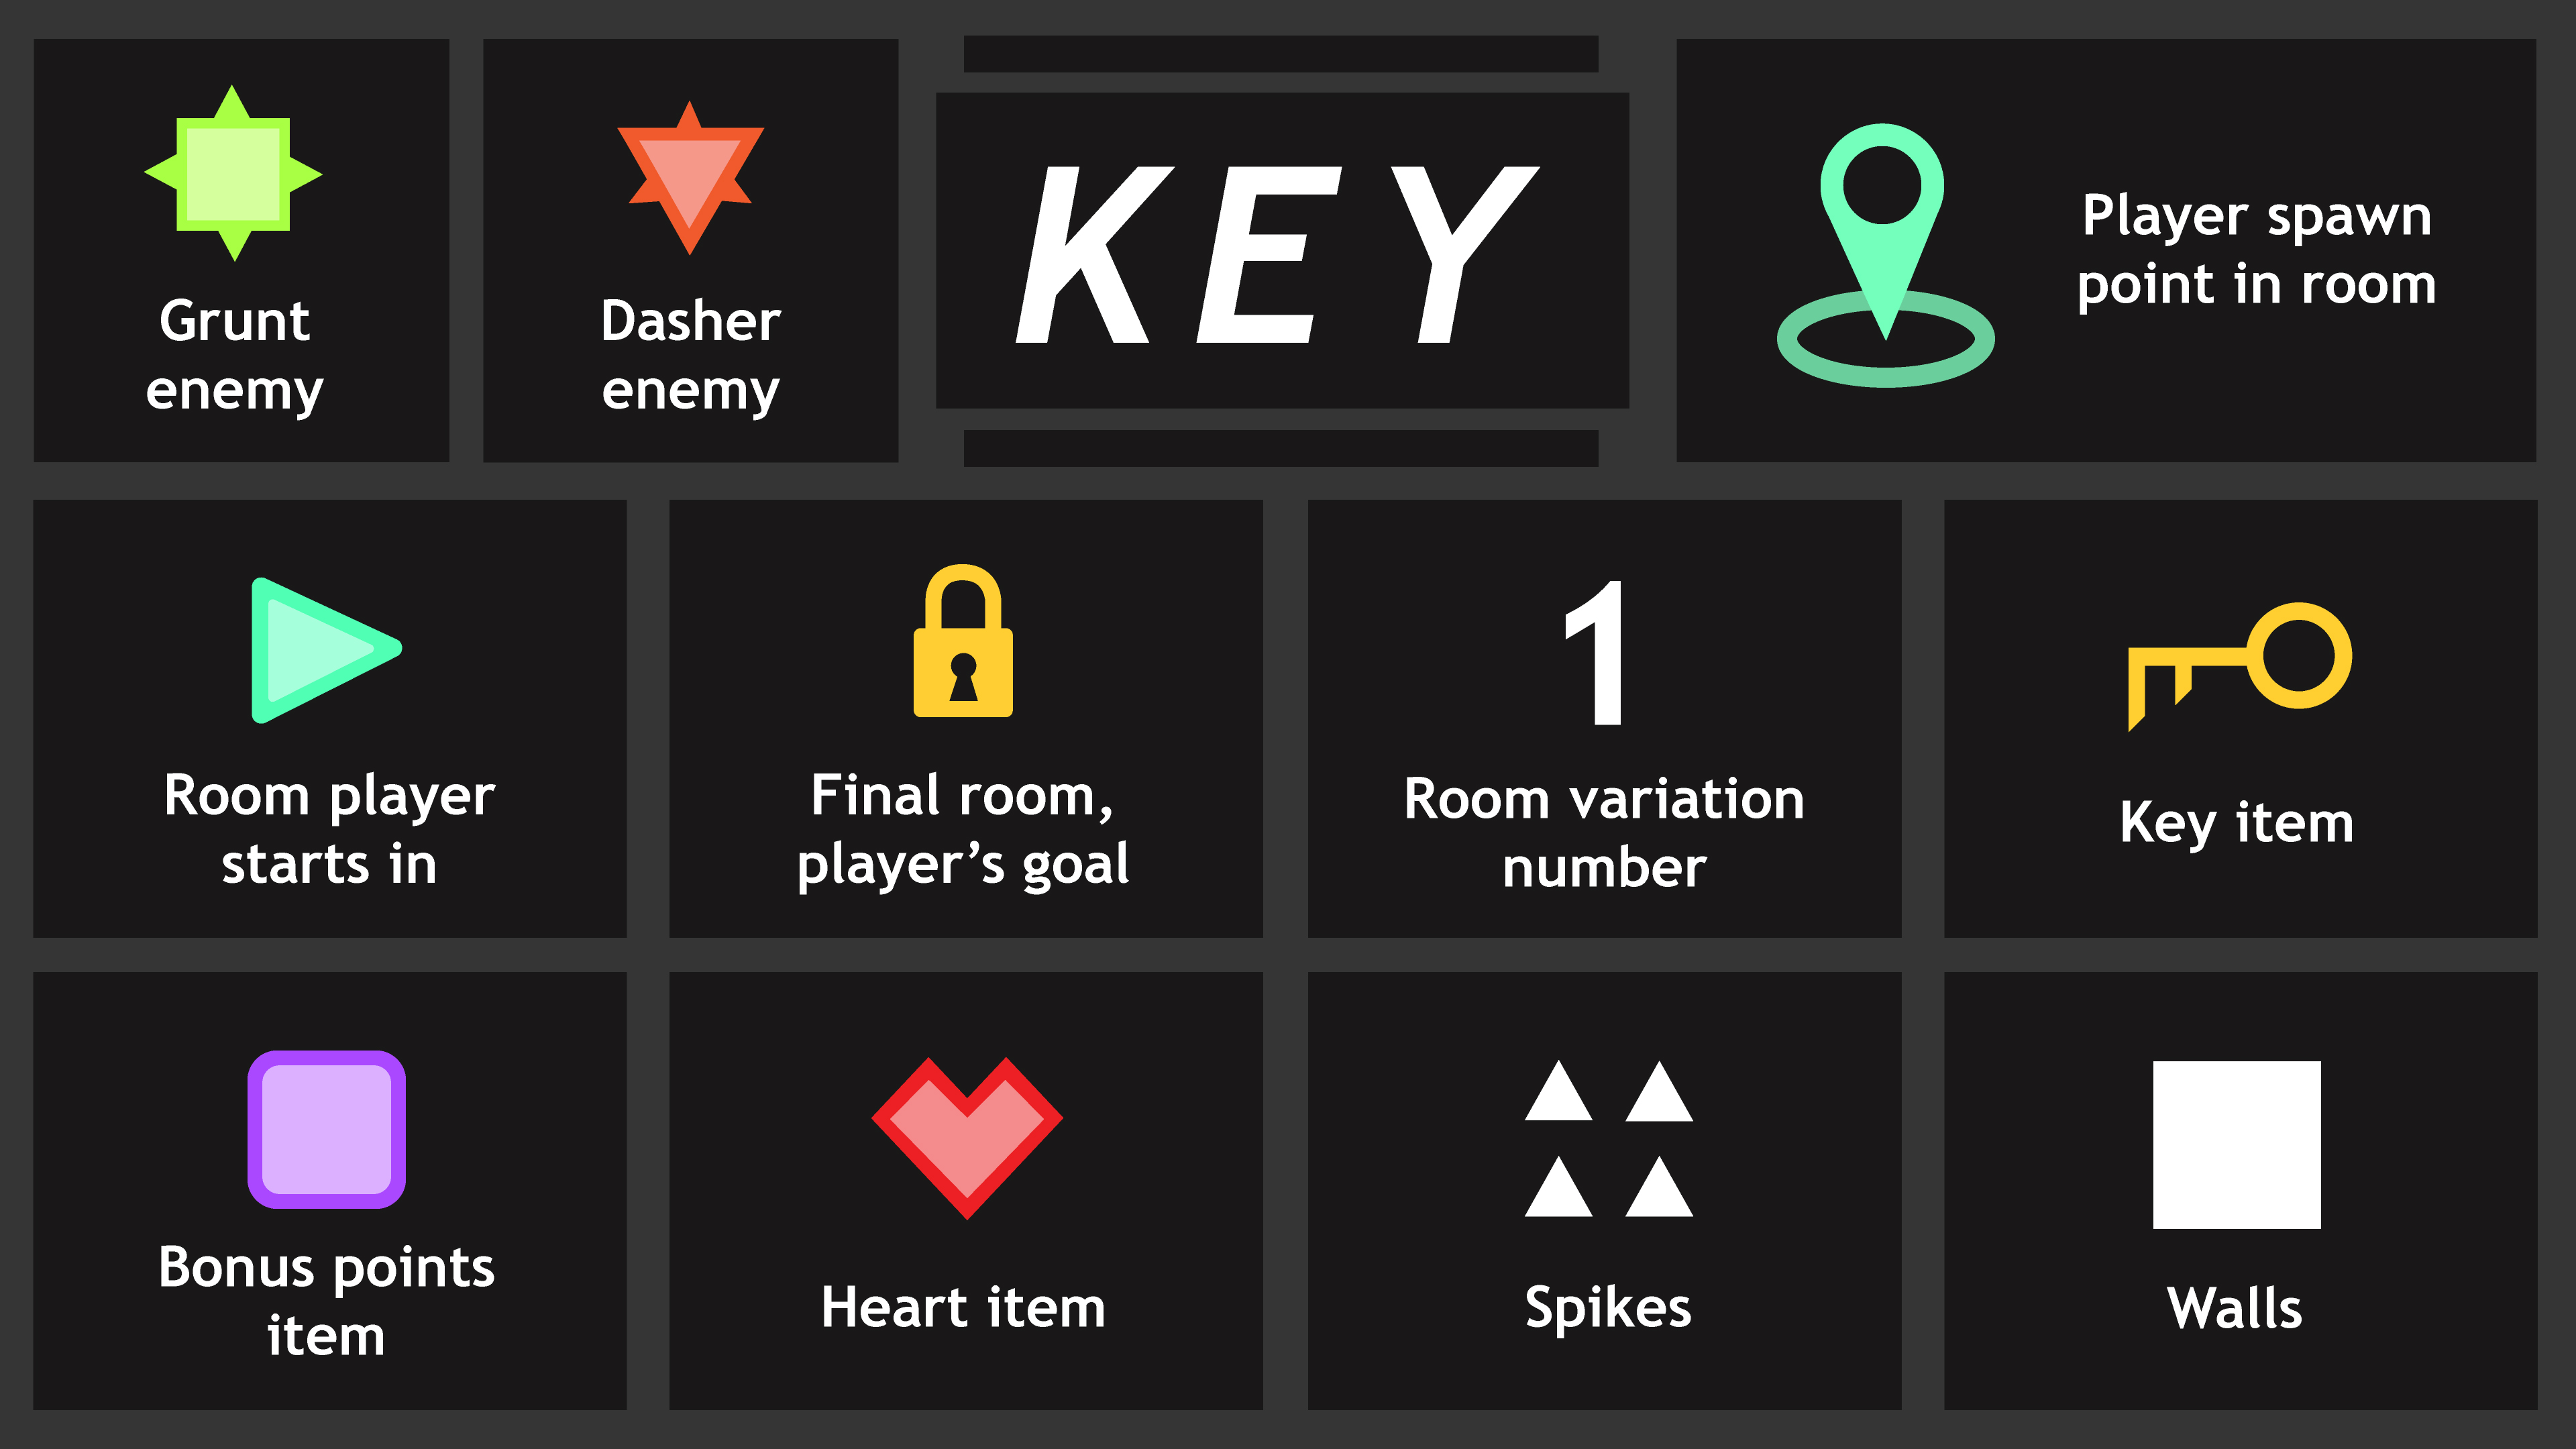 Grunt
enemy
Dasher
enemy
KEY
Player spawn
point in room
Room player
starts in
Final room,
player's goal
1
Room variation
number
Key item
Bonus points
item
Heart item
Spikes
Walls